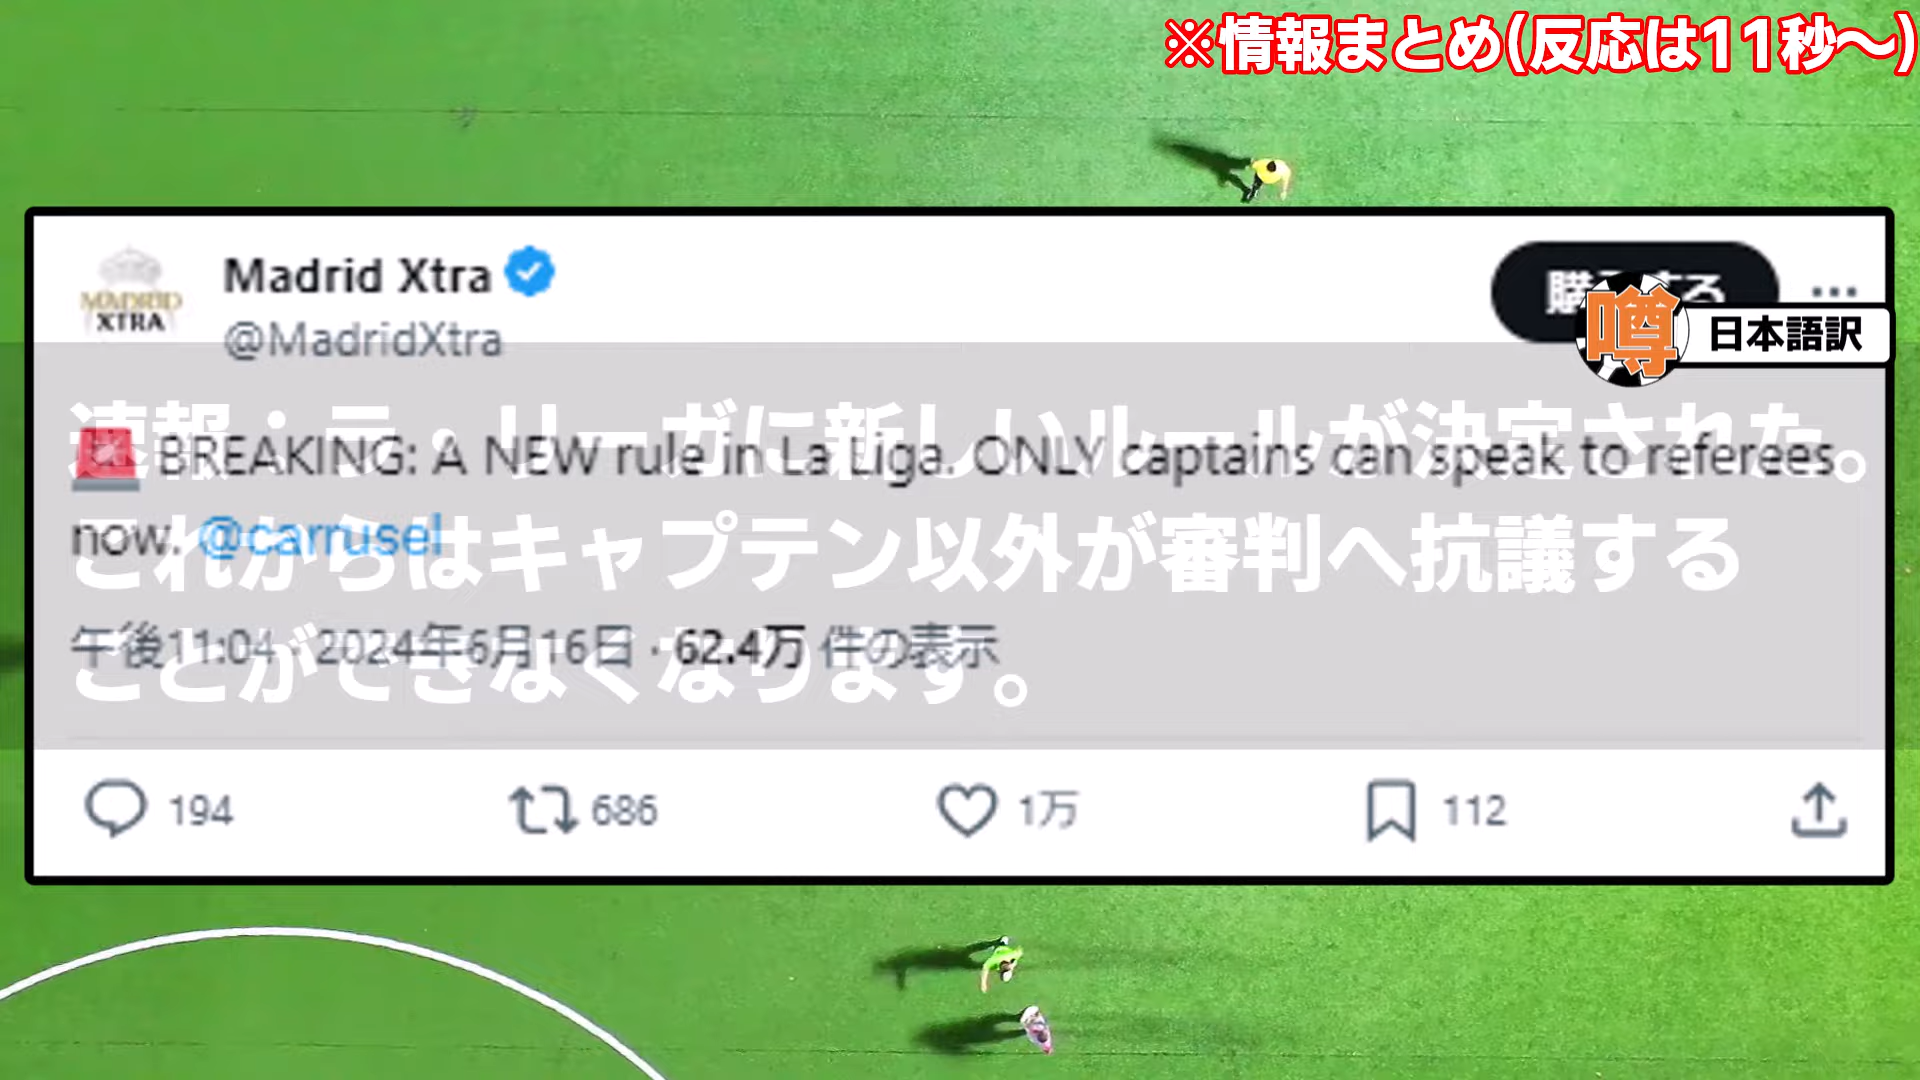 ※情報まとめ(反応は11秒～)
Madrid Xtra
@MadridXtra
MADRID
XTRA
噂
日本語訳
速報：ラ・リーガに新しいルールが決定された。
これからはキャプテン以外が審判へ抗議する
ことができなくなります。
BREAKING: A NEW rule in La Liga. ONLY captains can speak to referees
now. @carrusel
午後11:04 · 2024年6月16日 · 62.4万 件の表示
194
686
1万
112